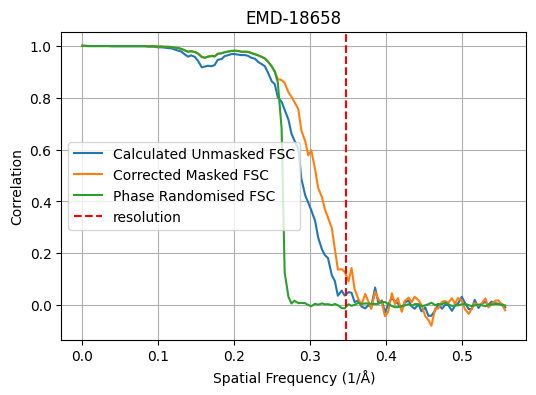 EMD-18658
1.0
0.8
0.6
0.4
0.2
0.0
Correlation
Calculated Unmasked FSC
Corrected Masked FSC
Phase Randomised FSC
resolution
0.0 0.1 0.2 0.3 0.4 0.5
Spatial Frequency (1/Å)